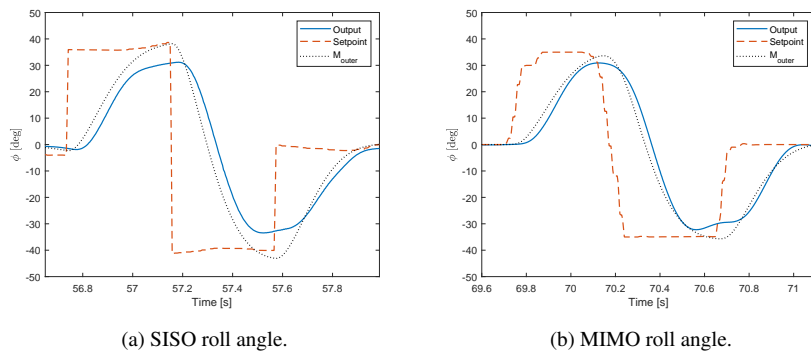 50
40
30
20
10
0
-10
-20
-30
-40
-50
ϕ [deg]
56.8 57 57.2 57.4 57.6 57.8
Time [s]
Output
Setpoint
M_outer
(a) SISO roll angle.
50
40
30
20
10
0
-10
-20
-30
-40
-50
ϕ [deg]
69.6 69.8 70 70.2 70.4 70.6 70.8 71
Time [s]
Output
Setpoint
M_outer
(b) MIMO roll angle.